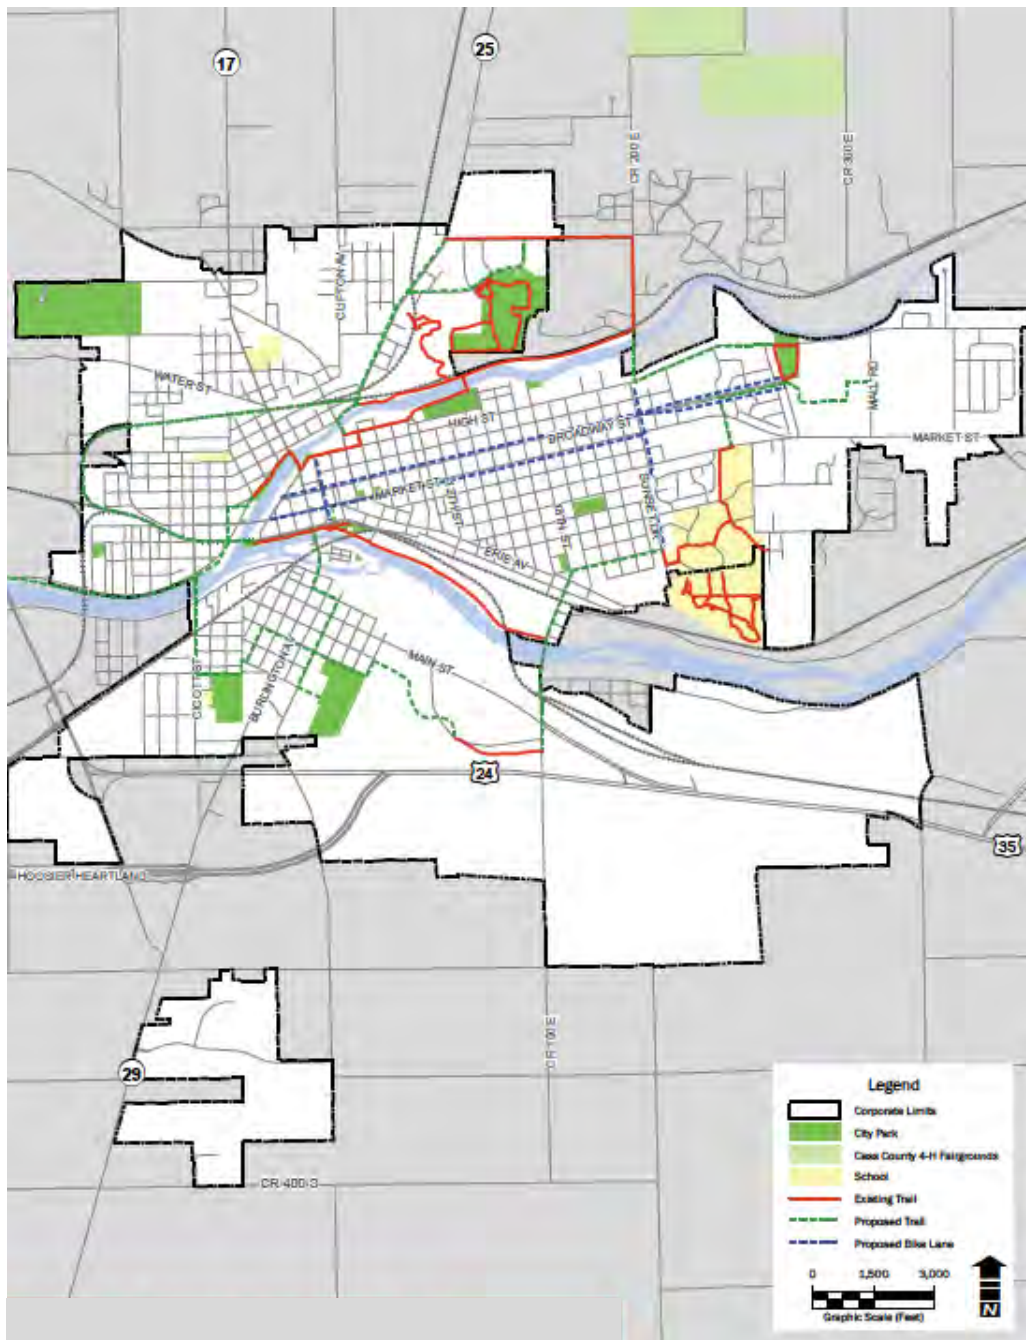 17
25
CR 200 E
CR 300 E
CLIFTON AV
WATER ST
HIGH ST
BROADWAY ST
MALL RD
MARKET ST
MARKET ST
ERIE AV
MAIN ST
CICOTT ST
BURLINGTON AV
24
35
HOOSIER HEARTLAND
CR 100 E
29
CR 400 S
Legend
Corporate Limits
City Park
Cass County 4-H Fairgrounds
School
Existing Trail
Proposed Trail
Proposed Bike Lane
0 1,500 3,000
Graphic Scale (Feet)
N